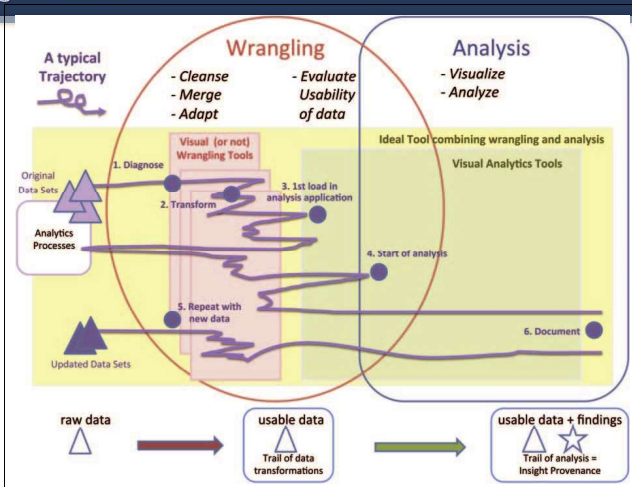 Wrangling
Analysis
A typical
Trajectory
- Cleanse
- Merge
- Adapt
- Evaluate
Usability
of data
- Visualize
- Analyze
Visual (or not)
Wrangling Tools
Ideal Tool combining wrangling and analysis
Visual Analytics Tools
Original
Data Sets
1. Diagnose
2. Transform
3. 1st load in
analysis application
Analytics
Processes
4. Start of analysis
5. Repeat with
new data
6. Document
Updated Data Sets
raw data
usable data
Trail of data
transformations
usable data + findings
Trail of analysis =
Insight Provenance